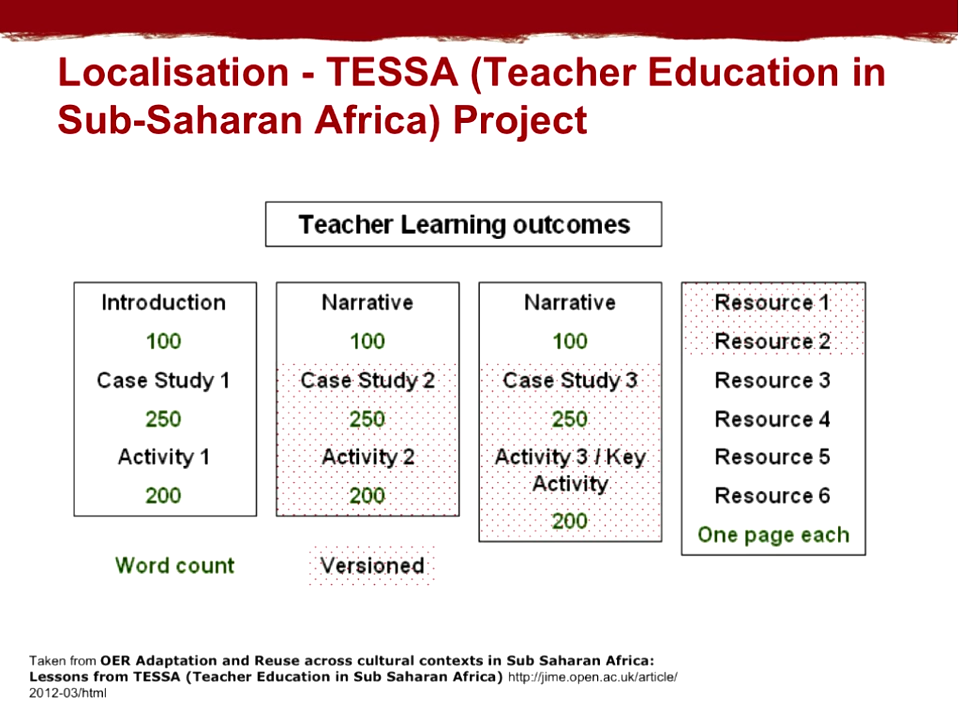 Localisation - TESSA (Teacher Education in
Sub-Saharan Africa) Project
Teacher Learning outcomes
Introduction
100
Case Study 1
250
Activity 1
200
Narrative
100
Case Study 2
250
Activity 2
200
Narrative
100
Case Study 3
250
Activity 3 / Key
Activity
200
Resource 1
Resource 2
Resource 3
Resource 4
Resource 5
Resource 6
One page each
Word count
Versioned
Taken from OER Adaptation and Reuse across cultural contexts in Sub Saharan Africa:
Lessons from TESSA (Teacher Education in Sub Saharan Africa) http://jime.open.ac.uk/article/
2012-03/html